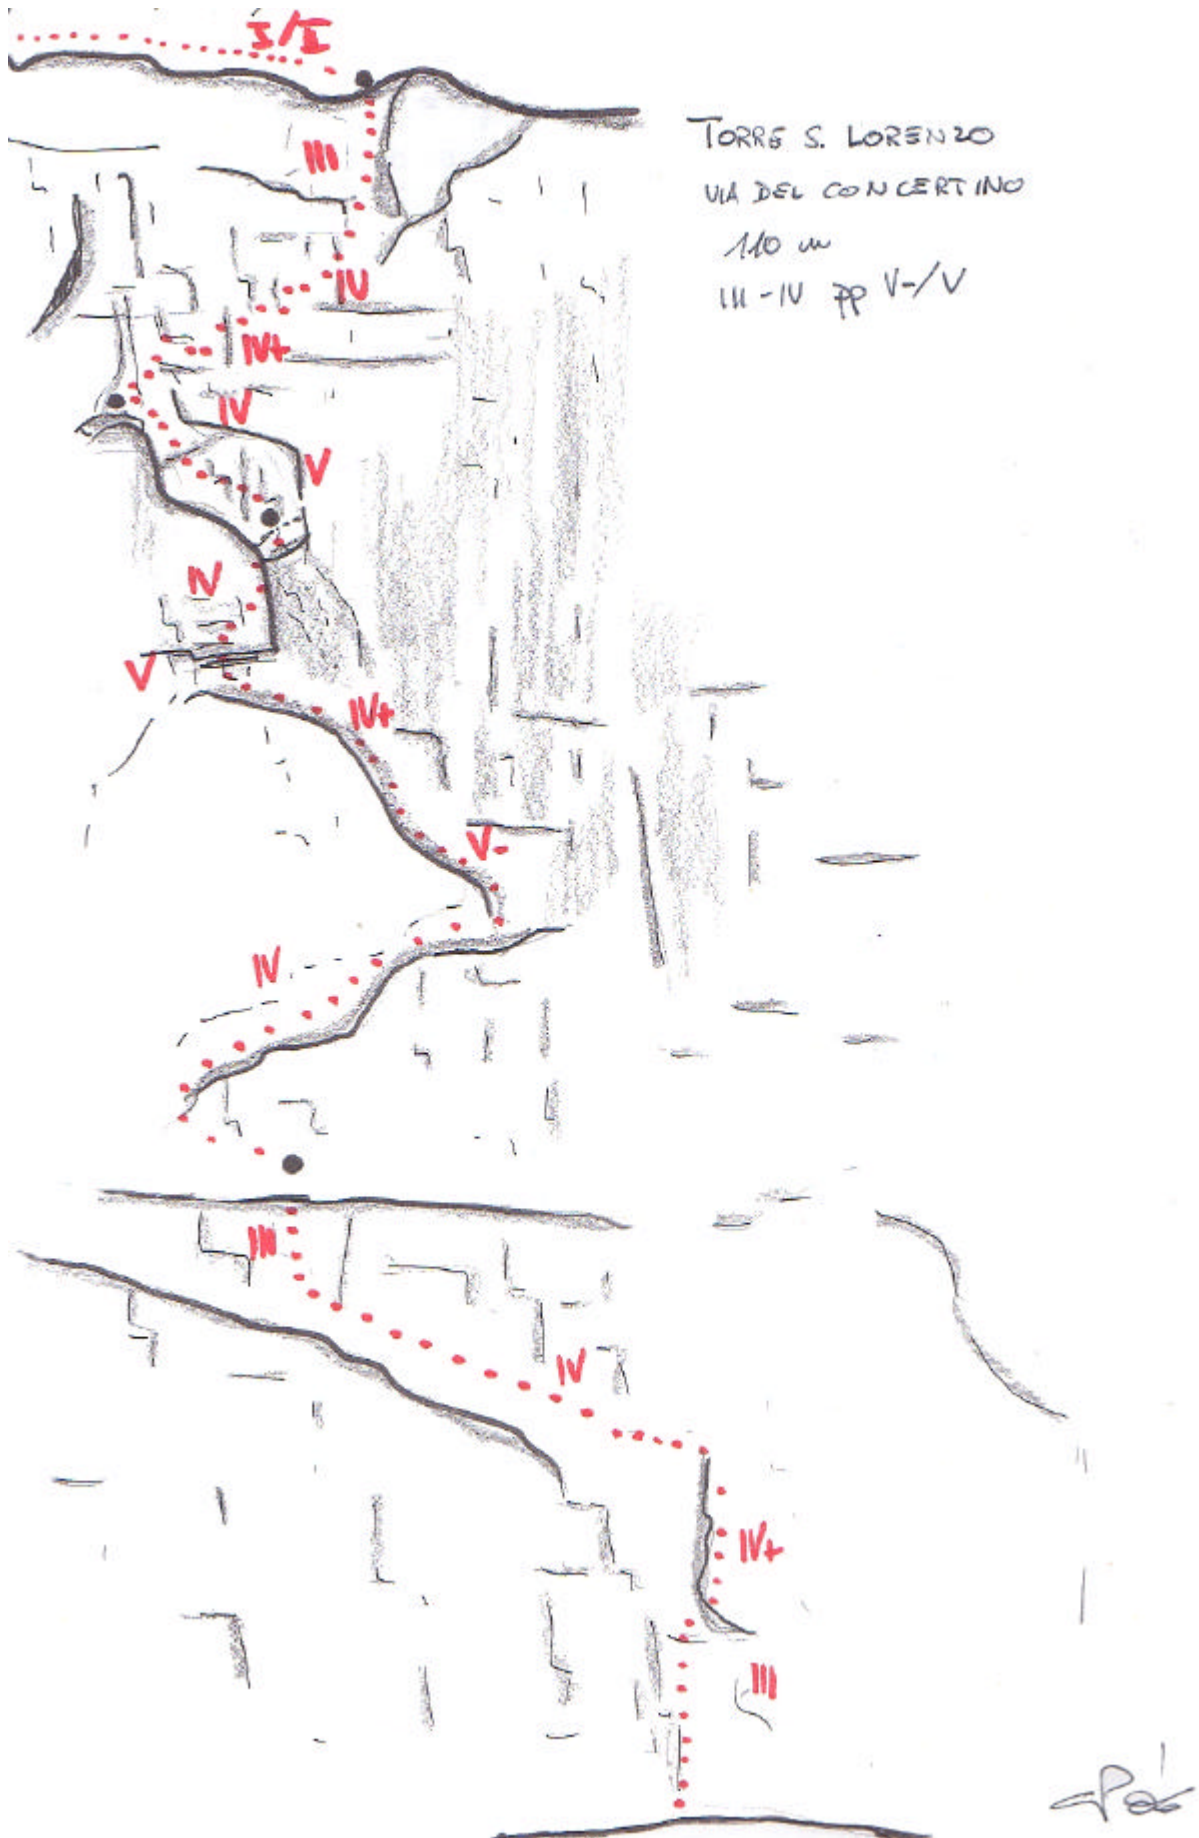 I/II
III
TORRE S. LORENZO
VIA DEL CONCERTINO
110 m
III-IV pp V-/V
IV
IV+
IV
V
IV
V
IV+
V-
IV
III
IV
IV+
III